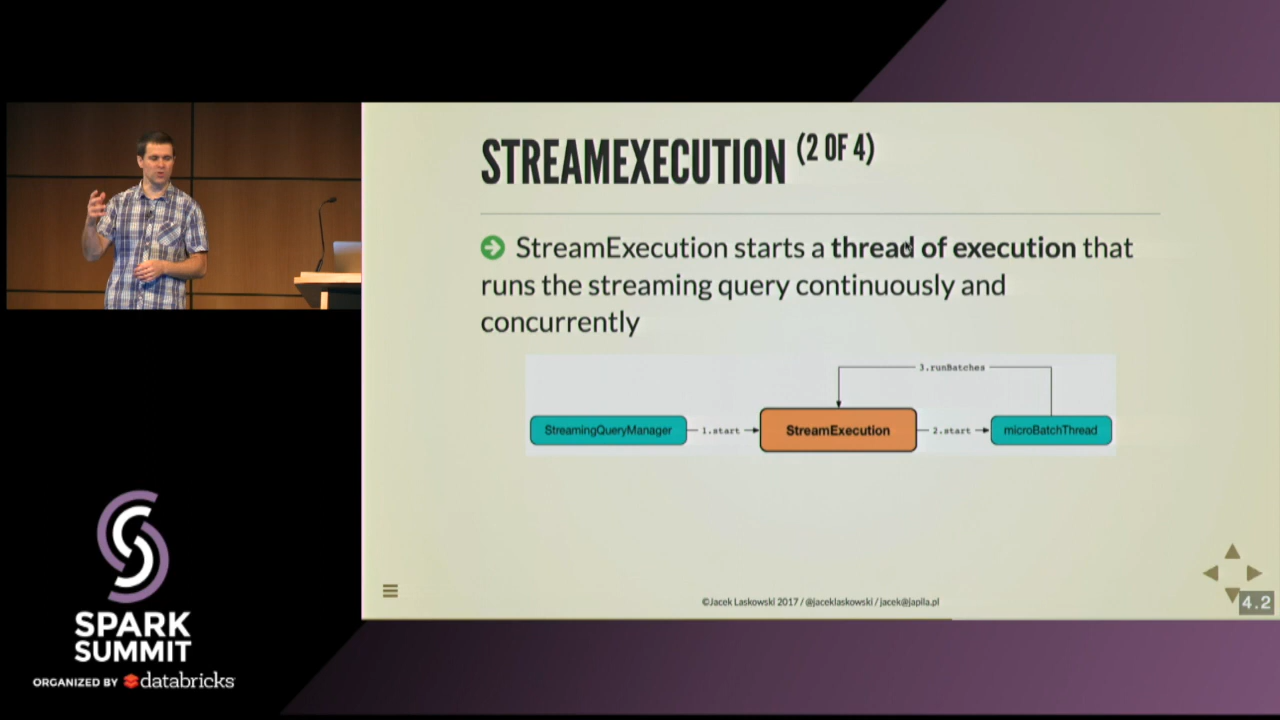 STREAMEXECUTION (2 OF 4)
StreamExecution starts a thread of execution that
runs the streaming query continuously and
concurrently
3.runBatches
StreamingQueryManager
1.start
StreamExecution
2.start
microBatchThread
©Jacek Laskowski 2017 / @jaceklaskowski / jacek@japila.pl
4.2
SPARK
SUMMIT
ORGANIZED BY databricks